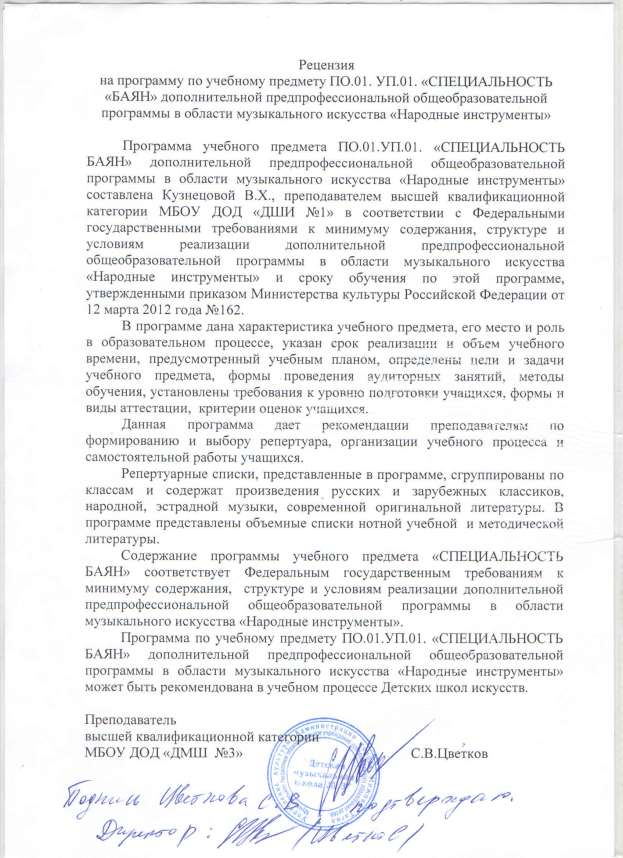 Рецензия
на программу по учебному предмету ПО.01. УП.01. «СПЕЦИАЛЬНОСТЬ
«БАЯН» дополнительной предпрофессиональной общеобразовательной
программы в области музыкального искусства «Народные инструменты»
Программа учебного предмета ПО.01.УП.01. «СПЕЦИАЛЬНОСТЬ
БАЯН» дополнительной предпрофессиональной общеобразовательной
программы в области музыкального искусства «Народные инструменты»
составлена Кузнецовой В.Х., преподавателем высшей квалификационной
категории МБОУ ДОД «ДШИ №1» в соответствии с Федеральными
государственными требованиями к минимуму содержания, структуре и
условиям реализации дополнительной предпрофессиональной
общеобразовательной программы в области музыкального искусства
«Народные инструменты» и сроку обучения по этой программе,
утвержденными приказом Министерства культуры Российской Федерации от
12 марта 2012 года №162.
В программе дана характеристика учебного предмета, его место и роль
в образовательном процессе, указан срок реализации и объем учебного
времени, предусмотренный учебным планом, определены цели и задачи
учебного предмета, формы проведения аудиторных занятий, методы
обучения, установлены требования к уровню подготовки учащихся, формы и
виды аттестации, критерии оценок учащихся.
Данная программа дает рекомендации преподавателям по
формированию и выбору репертуара, организации учебного процесса и
самостоятельной работы учащихся.
Репертуарные списки, представленные в программе, сгруппированы по
классам и содержат произведения русских и зарубежных классиков,
народной, эстрадной музыки, современной оригинальной литературы. В
программе представлены объемные списки нотной учебной и методической
литературы.
Содержание программы учебного предмета «СПЕЦИАЛЬНОСТЬ
БАЯН» соответствует Федеральным государственным требованиям к
минимуму содержания, структуре и условиям реализации дополнительной
предпрофессиональной общеобразовательной программы в области
музыкального искусства «Народные инструменты».
Программа по учебному предмету ПО.01.УП.01. «СПЕЦИАЛЬНОСТЬ
БАЯН» дополнительной предпрофессиональной общеобразовательной
программы в области музыкального искусства «Народные инструменты»
может быть рекомендована в учебном процессе Детских школ искусств.
Преподаватель
высшей квалификационной категории
МБОУ ДОД «ДМШ №3» С.В.Цветков
Детская
музыкальная
школа
Подпись Цветкова С.В. подтверждаю.
Директор: